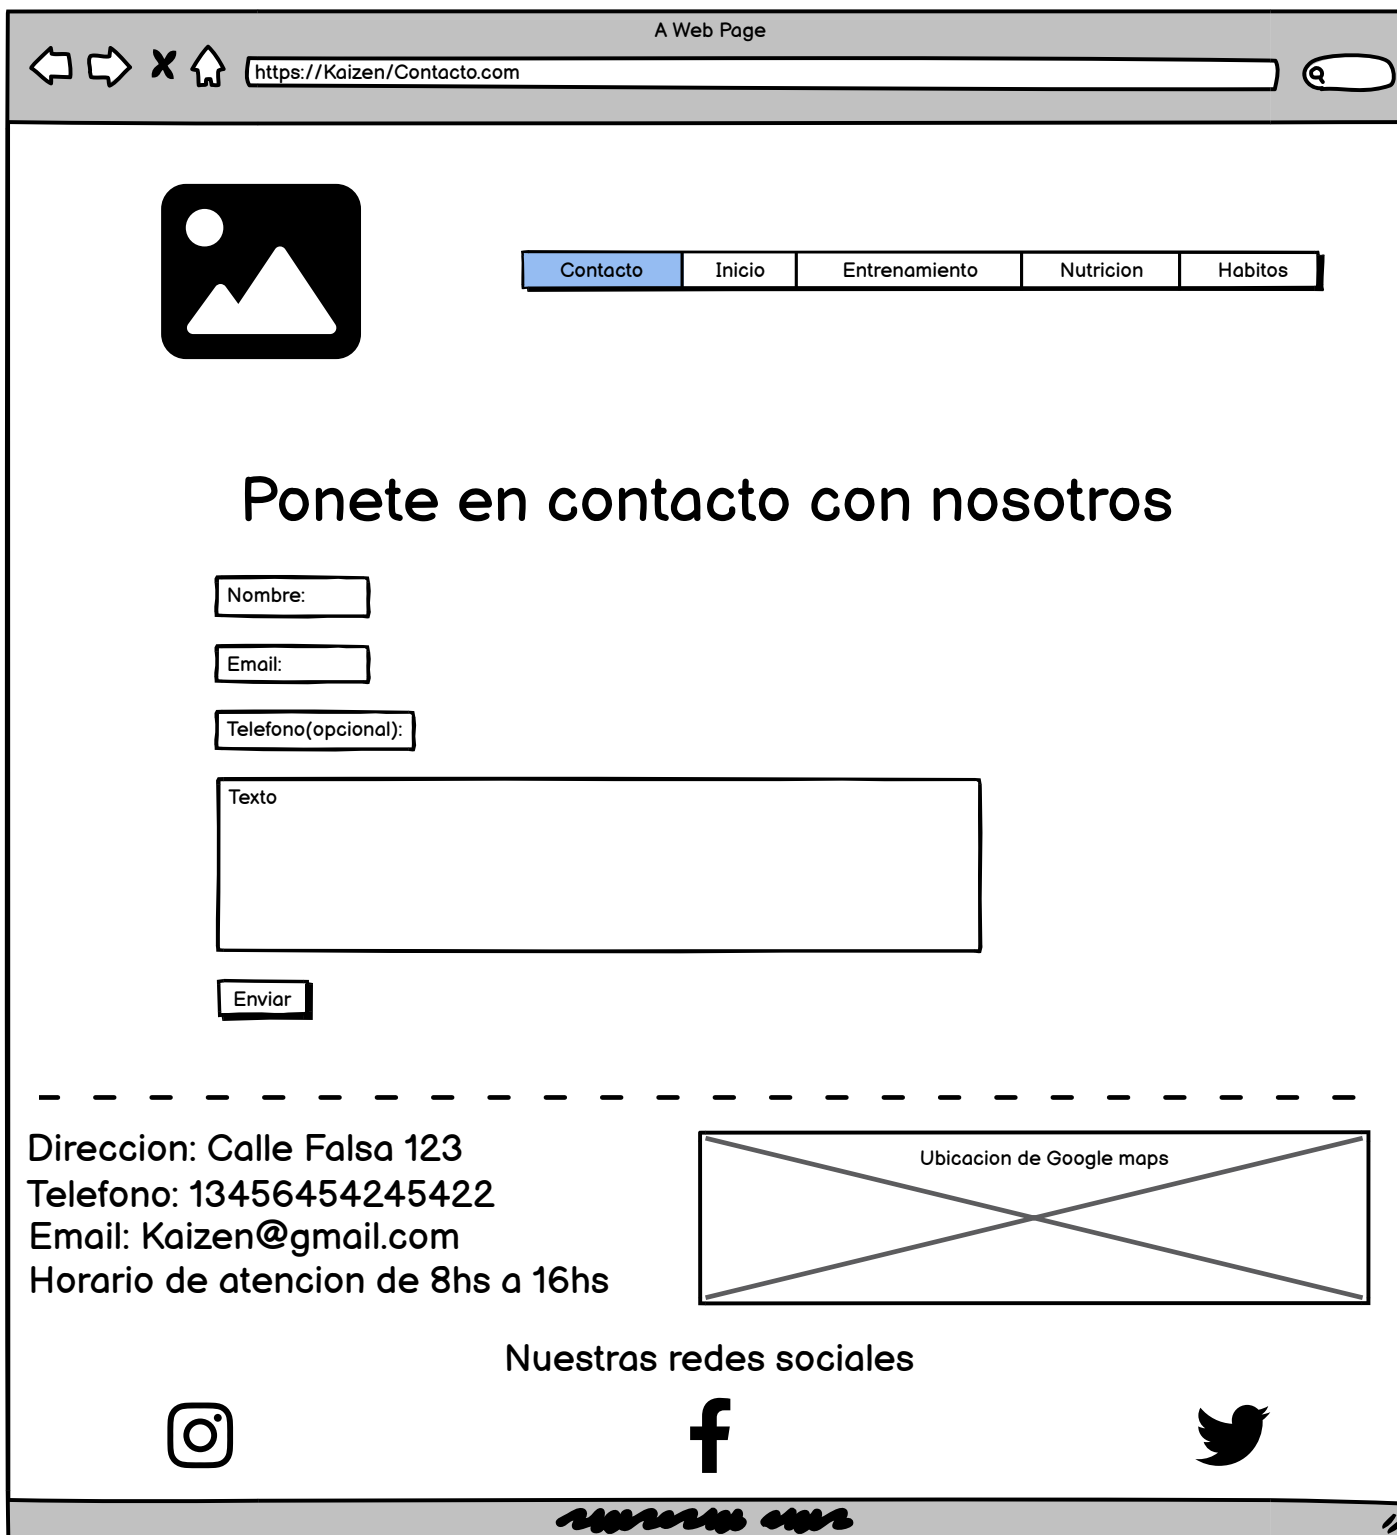 A Web Page
https://Kaizen/Contacto.com
Contacto Inicio Entrenamiento Nutricion Habitos
Ponete en contacto con nosotros
Nombre:
Email:
Telefono(opcional):
Texto
Enviar
Direccion: Calle Falsa 123
Telefono: 13456454245422
Email: Kaizen@gmail.com
Horario de atencion de 8hs a 16hs
Ubicacion de Google maps
Nuestras redes sociales